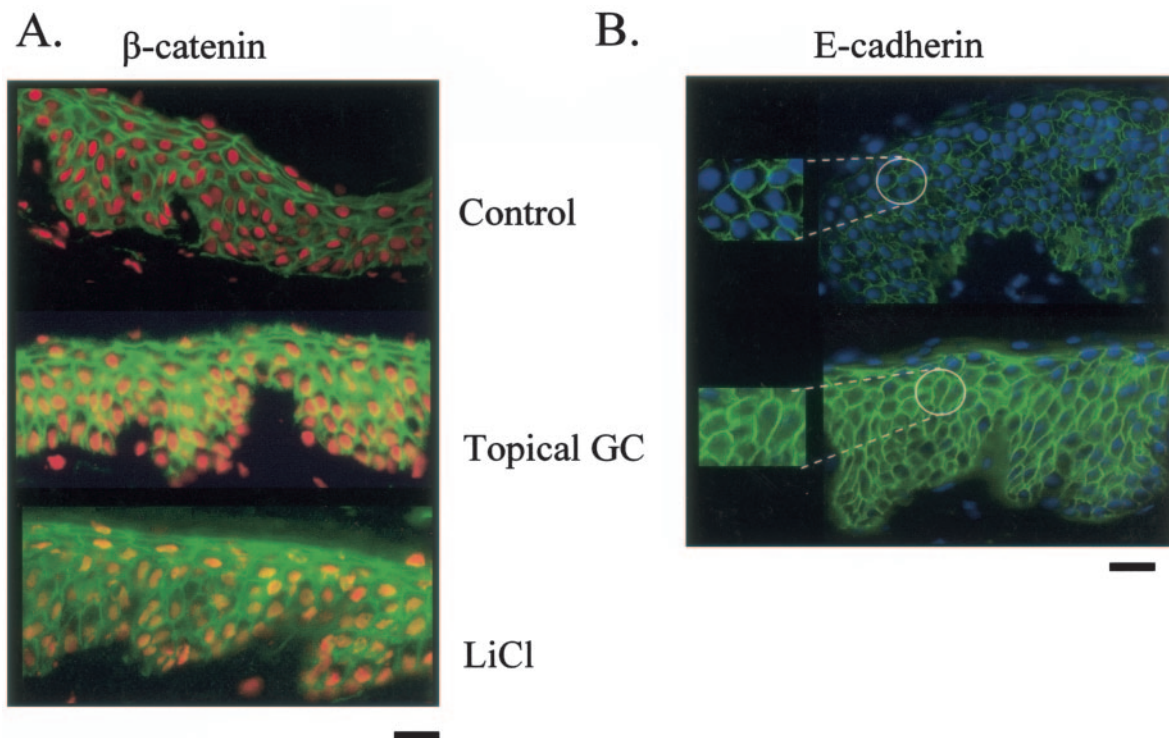 A.
β-catenin
B.
E-cadherin
Control
Topical GC
LiCl